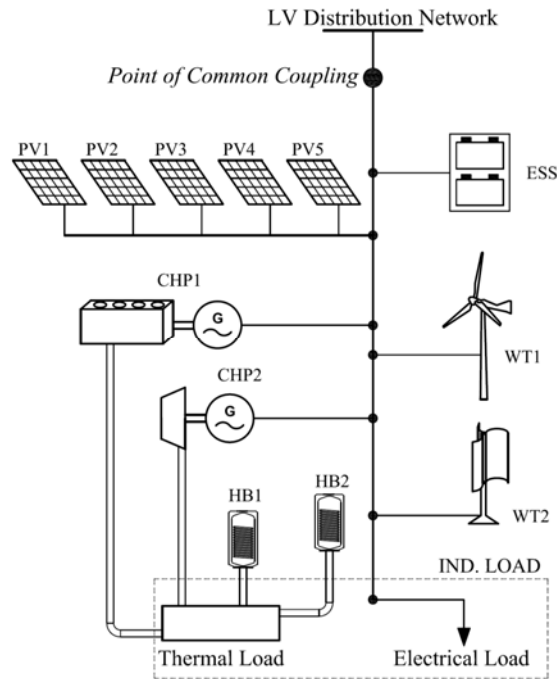 LV Distribution Network
Point of Common Coupling
PV1 PV2 PV3 PV4 PV5
ESS
CHP1
G
WT1
CHP2
G
HB1 HB2
WT2
IND. LOAD
Thermal Load Electrical Load